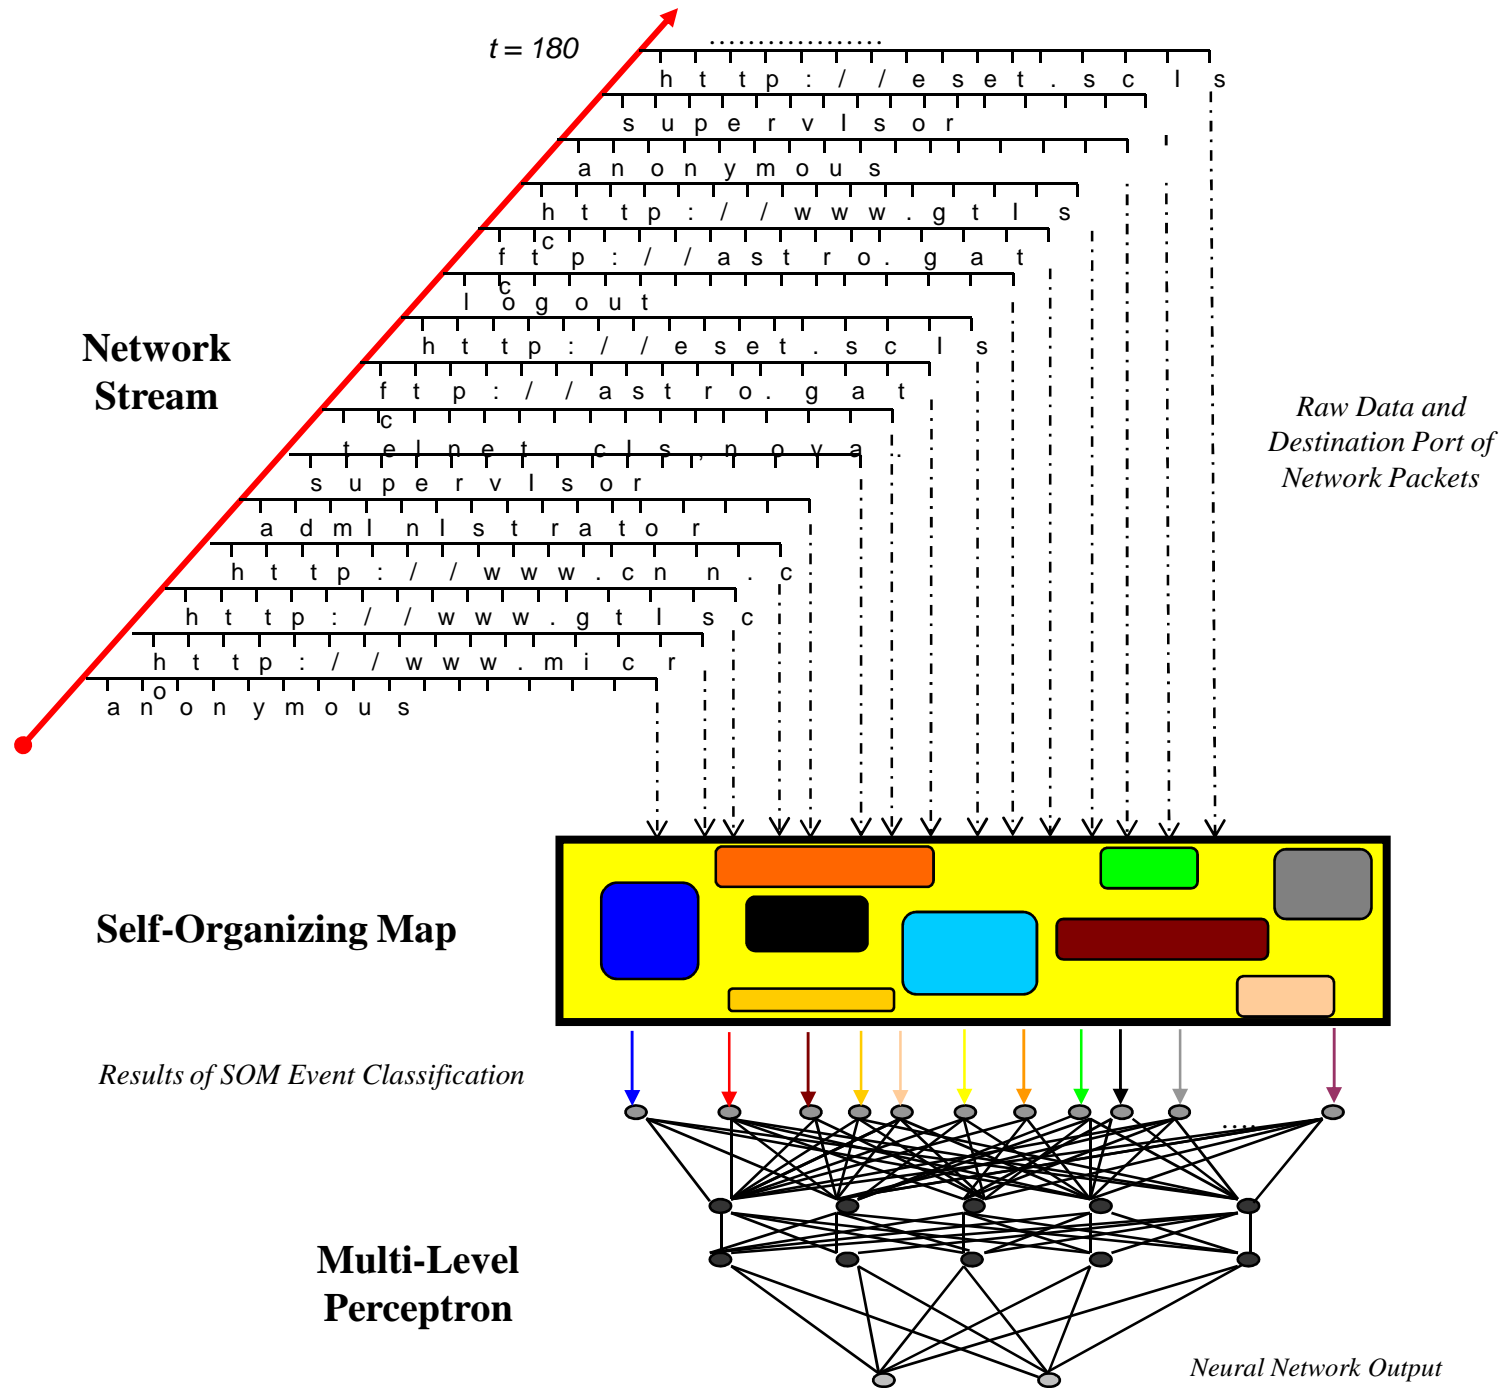 t = 180
..................
h t t p : / / e s e t . s c I s
s u p e r v I s o r
a n o n y m o u s
h t t p : / / w w w . g t I s
c
f t p : / / a s t r o . g a t
c
l o g o u t
h t t p : / / e s e t . s c I s
f t p : / / a s t r o . g a t
c
t e l n e t c l s , n o v a .
s u p e r v I s o r
a d m I n I s t r a t o r
h t t p : / / w w w . c n n . c
h t t p : / / w w w . g t I s c
h t t p : / / w w w . m i c r
o
a n o n y m o u s
Network
Stream
Raw Data and
Destination Port of
Network Packets
Self-Organizing Map
Results of SOM Event Classification
....
Multi-Level
Perceptron
Neural Network Output